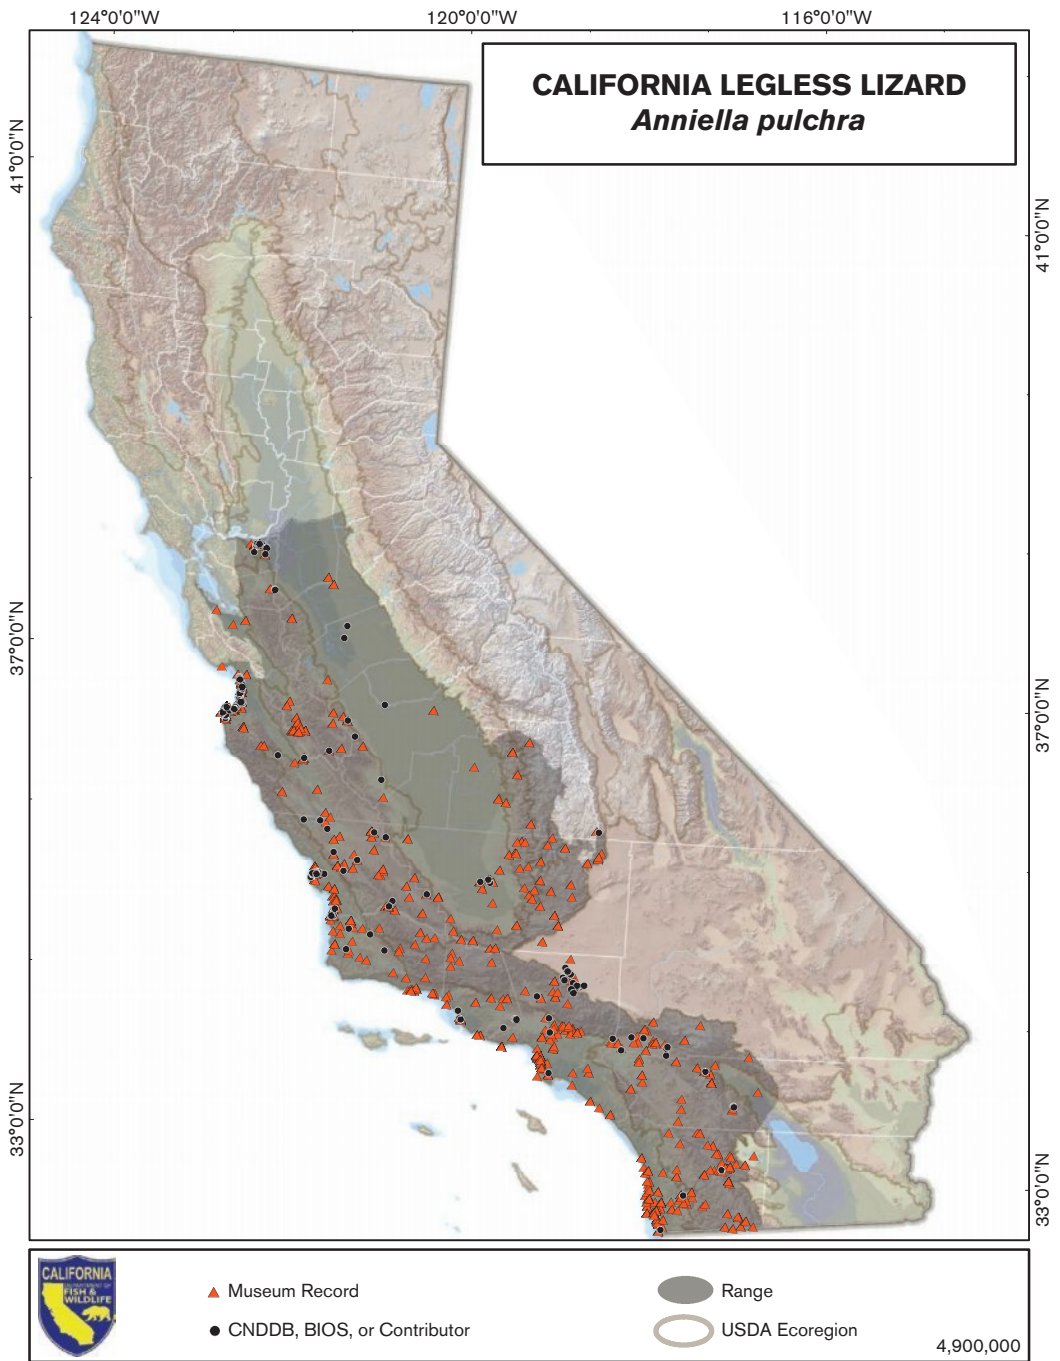 124°0'0"W 120°0'0"W 116°0'0"W
CALIFORNIA LEGLESS LIZARD
Anniella pulchra
41°0'0"N
41°0'0"N
37°0'0"N
37°0'0"N
33°0'0"N
33°0'0"N
CALIFORNIA
DEPARTMENT OF
FISH &
WILDLIFE
Museum Record
Range
CNDDB, BIOS, or Contributor
USDA Ecoregion
4,900,000